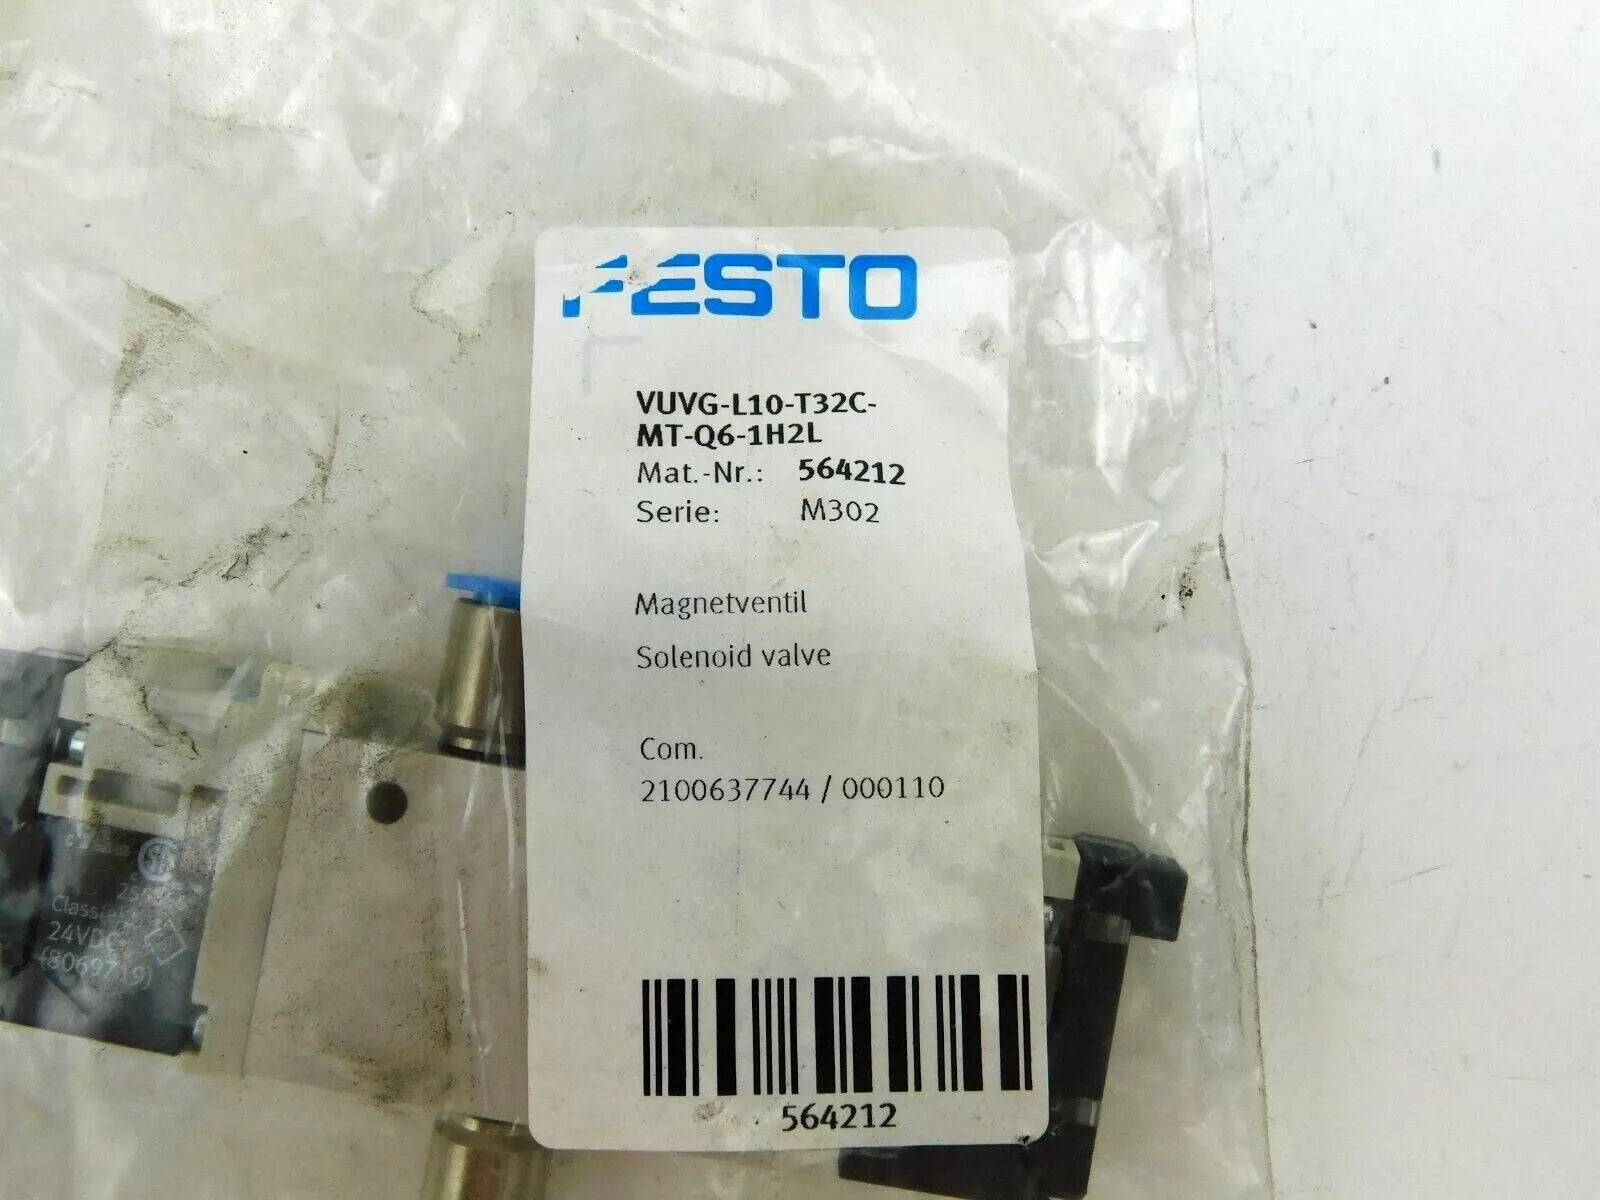 FESTO
VUVG-L10-T32C-
MT-Q6-1H2L
Mat.-Nr.: 564212
Serie: M302
Magnetventil
Solenoid valve
Com.
2100637744 / 000110
564212
24VDC
(8069719)